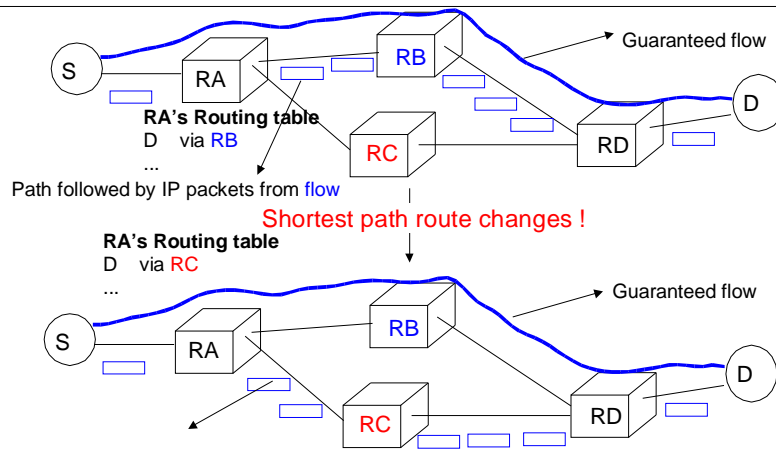 Guaranteed flow
S
RA
RB
D
RA's Routing table
D via RB
...
RC
RD
Path followed by IP packets from flow
Shortest path route changes !
RA's Routing table
D via RC
...
Guaranteed flow
S
RA
RB
D
RC
RD